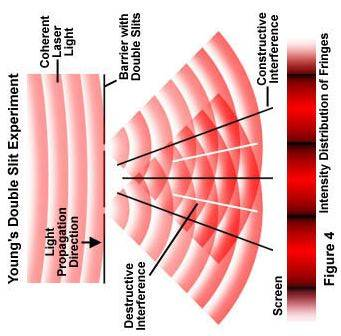 Young's Double Slit Experiment
Coherent
Laser
Light
Barrier with
Double Slits
Constructive
Interference
Light
Propagation
Direction
Destructive
Interference
Screen
Intensity Distribution of Fringes
Figure 4